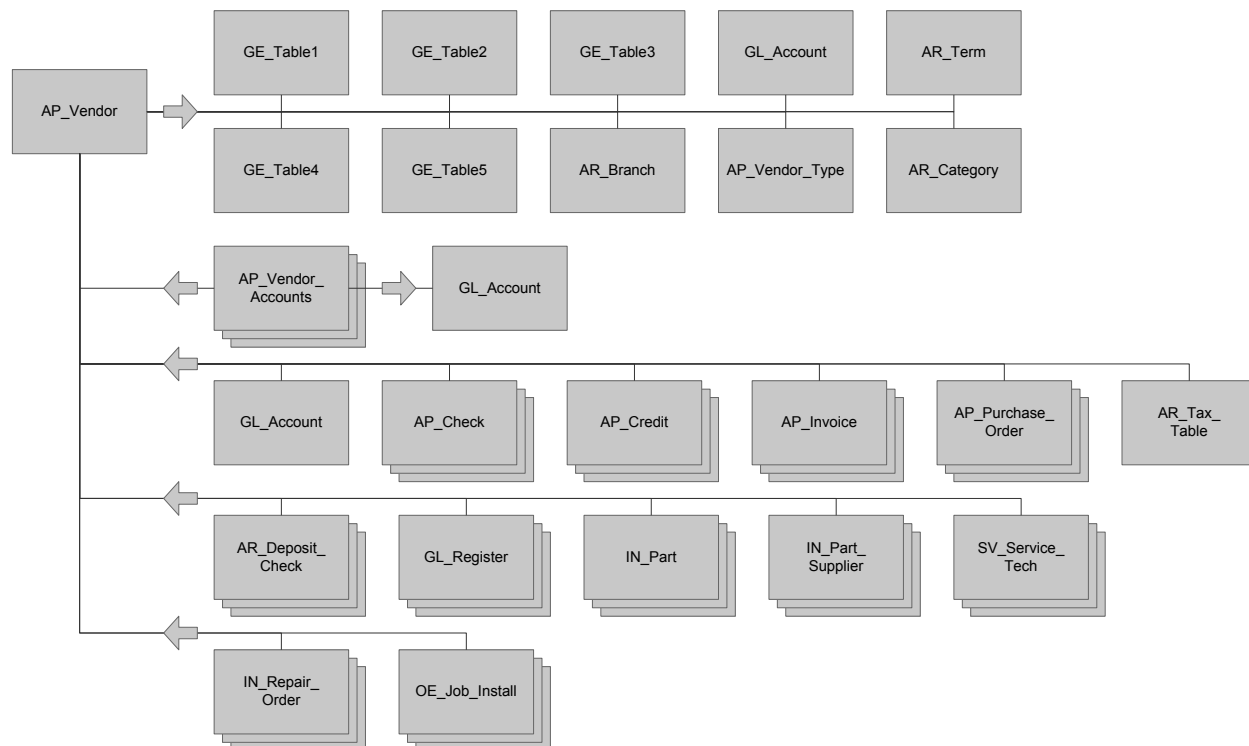 GE_Table1
GE_Table2
GE_Table3
GL_Account
AR_Term
AP_Vendor
GE_Table4
GE_Table5
AR_Branch
AP_Vendor_Type
AR_Category
AP_Vendor_
Accounts
GL_Account
GL_Account
AP_Check
AP_Credit
AP_Invoice
AP_Purchase_
Order
AR_Tax_
Table
AR_Deposit_
Check
GL_Register
IN_Part
IN_Part_
Supplier
SV_Service_
Tech
IN_Repair_
Order
OE_Job_Install